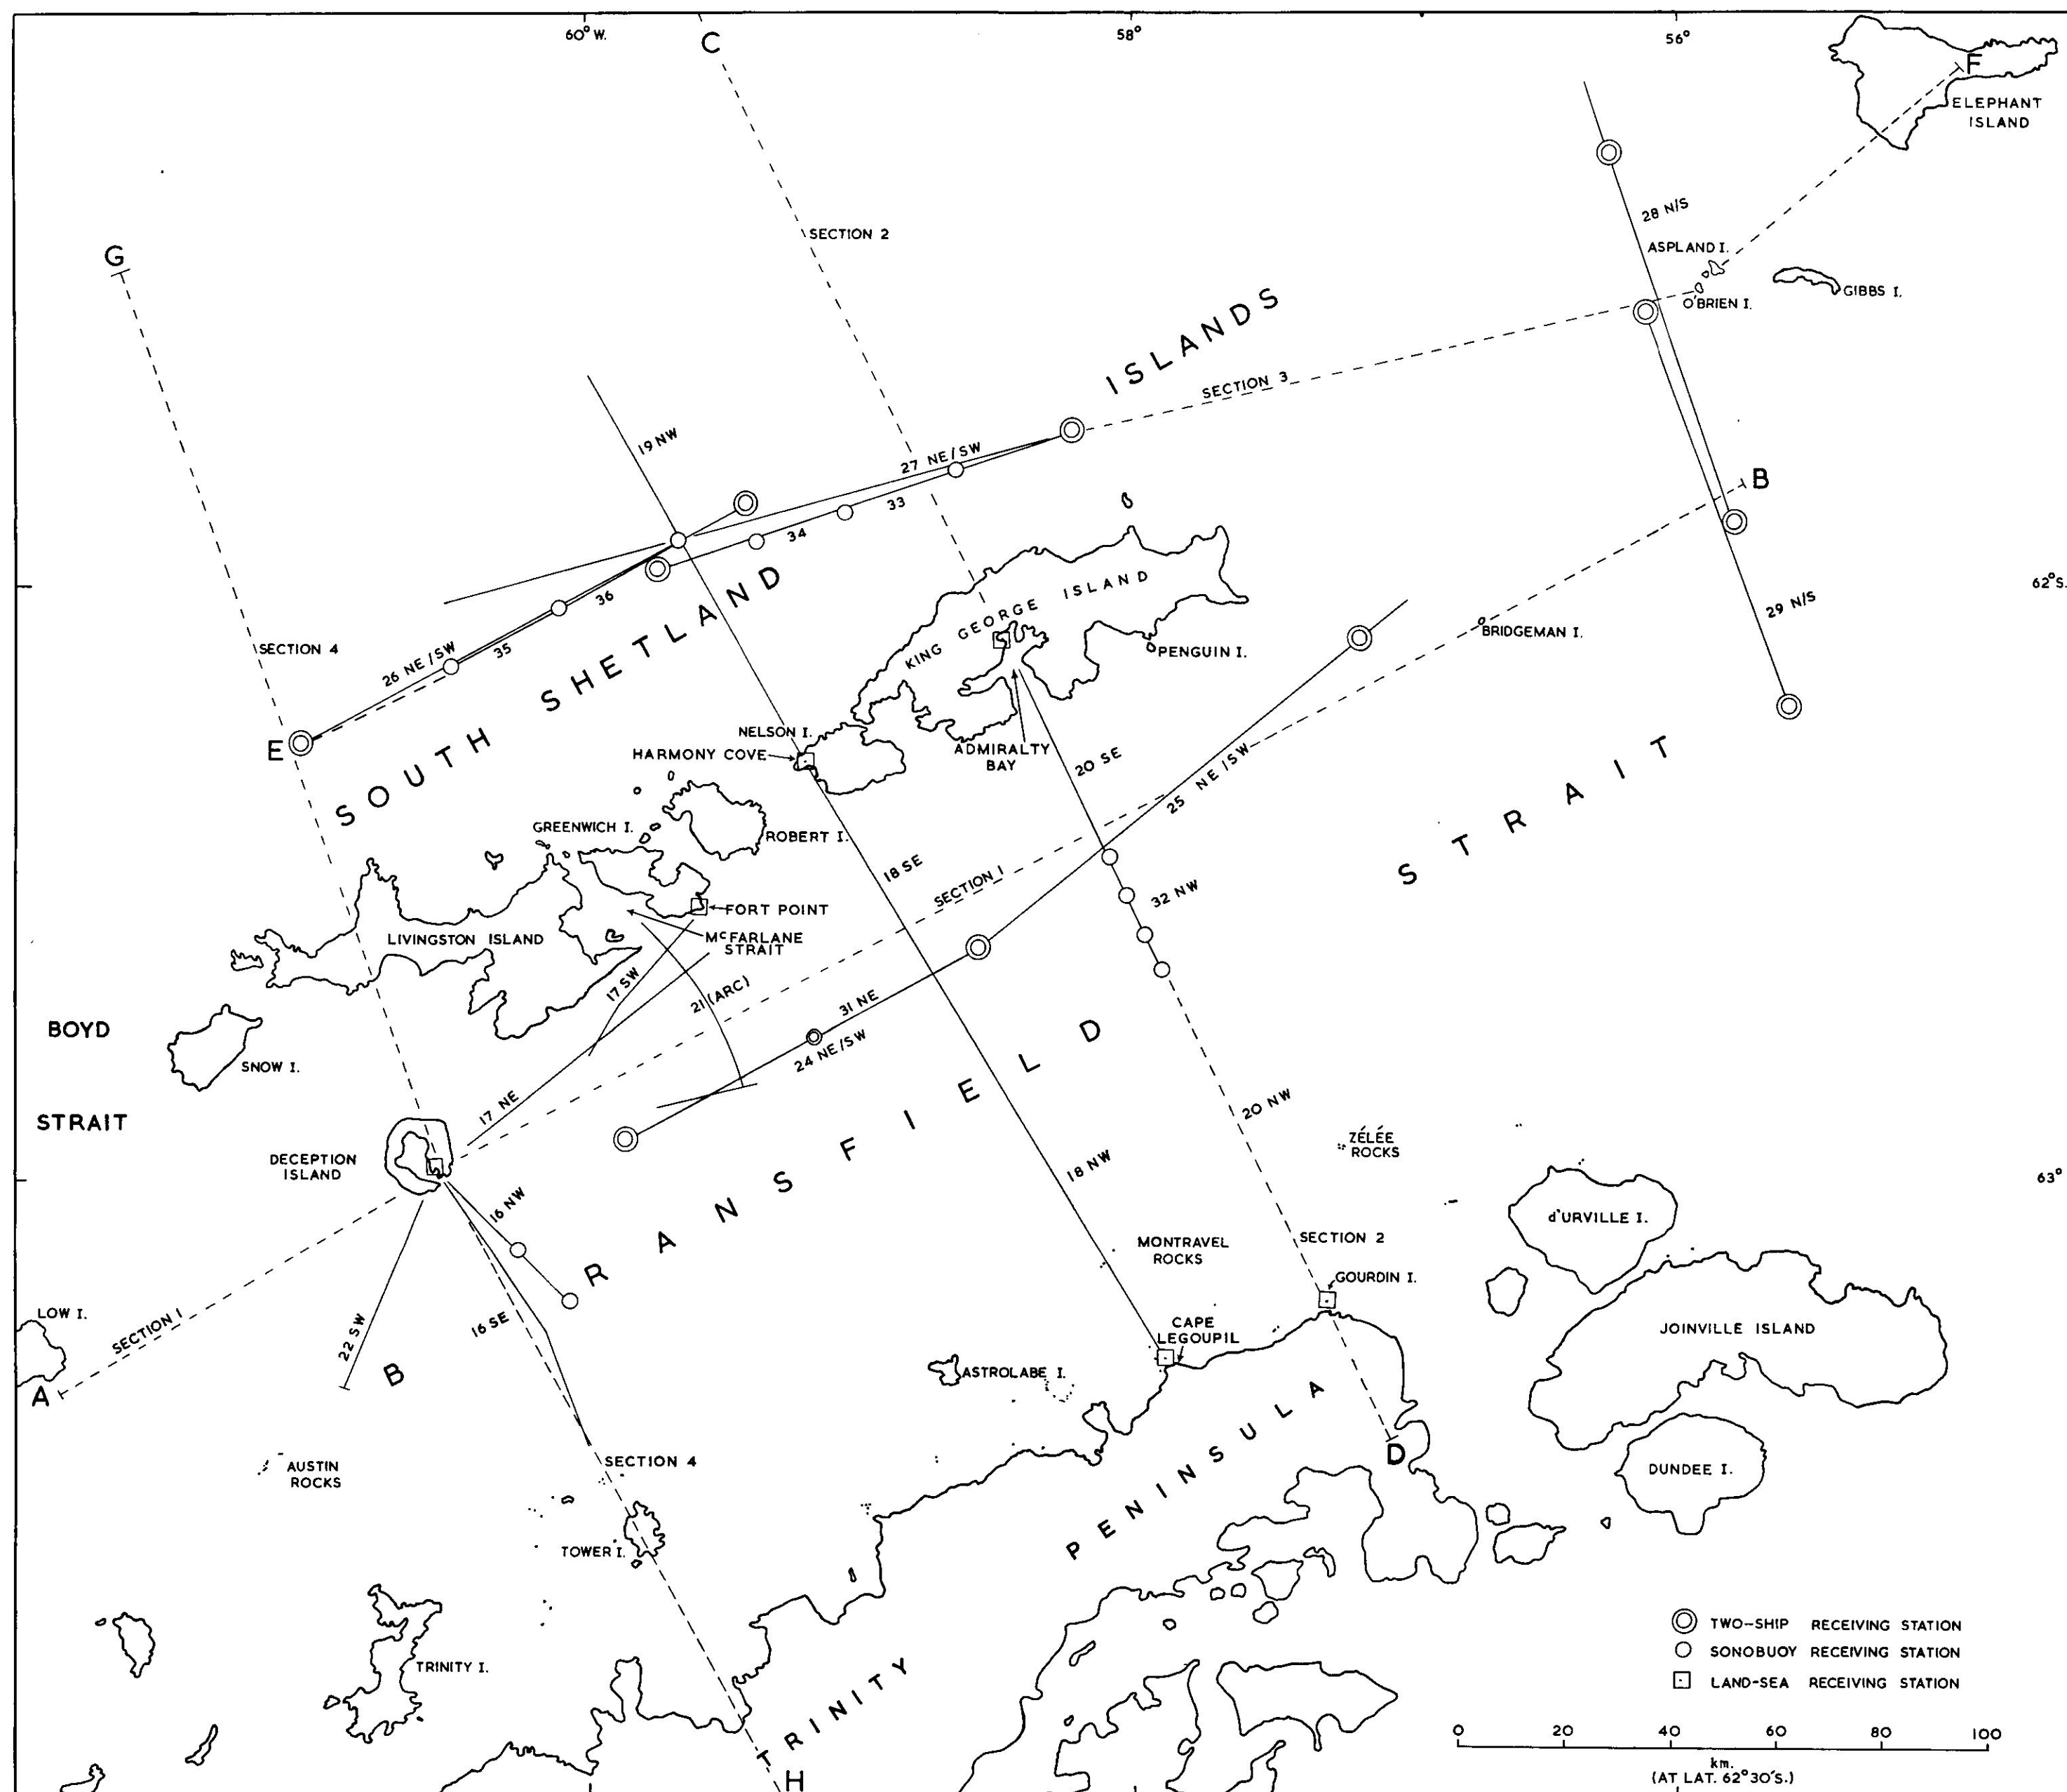 60° W.
58°
56°
C
F
ELEPHANT
ISLAND
28 N/S
SECTION 2
ASPLAND I.
G
GIBBS I.
O'BRIEN I.
SOUTH SHETLAND ISLANDS
SECTION 3
19 NW
27 NE/SW
33
B
34
62°S.
36
KING GEORGE ISLAND
29 N/S
BRIDGEMAN I.
SECTION 4
26 NE/SW
35
PENGUIN I.
NELSON I.
E
HARMONY COVE
ADMIRALTY
BAY
20 SE
25 NE/SW
GREENWICH I.
ROBERT I.
18 SE
SECTION 1
32 NW
FORT POINT
LIVINGSTON ISLAND
McFARLANE
STRAIT
17 SW
21 (ARC)
31 NE
24 NE/SW
BOYD
STRAIT
SNOW I.
17 NE
20 NW
BRANSFIELD STRAIT
ZÉLÉE
ROCKS
DECEPTION
ISLAND
18 NW
63°
16 NW
d'URVILLE I.
SECTION 2
MONTRAVEL
ROCKS
GOURDIN I.
LOW I.
SECTION 1
22 SW
16 SE
CAPE
LEGOUPIL
JOINVILLE ISLAND
A
ASTROLABE I.
D
SECTION 4
AUSTIN
ROCKS
DUNDEE I.
TOWER I.
TRINITY PENINSULA
TRINITY I.
H
TWO-SHIP RECEIVING STATION
SONOBUOY RECEIVING STATION
LAND-SEA RECEIVING STATION
0 20 40 60 80 100
km.
(AT LAT. 62°30'S.)